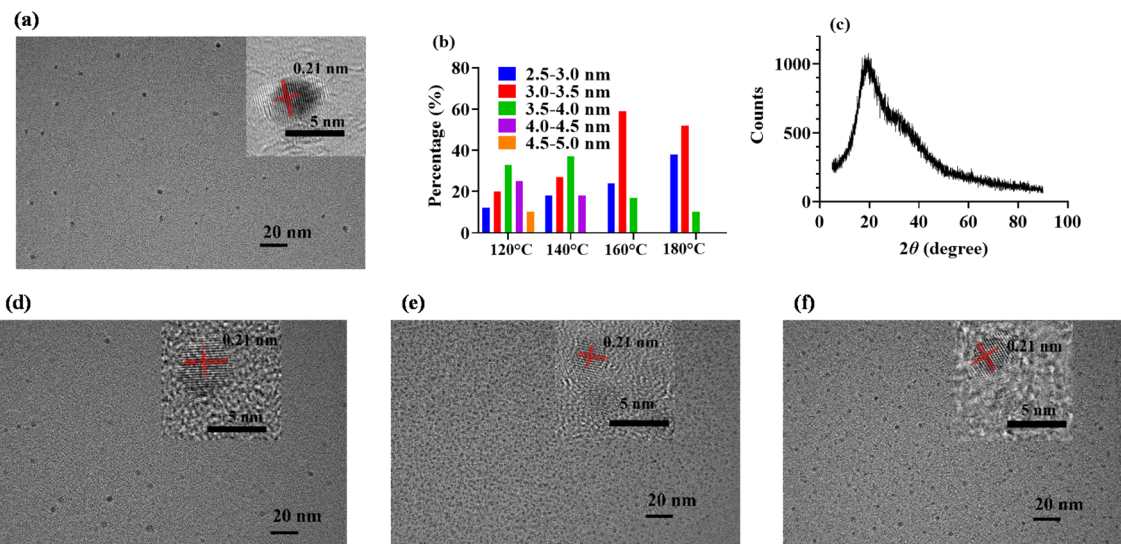 (a)
0.21 nm
5 nm
20 nm
(b)
80
60
40
20
0
Percentage (%)
2.5-3.0 nm
3.0-3.5 nm
3.5-4.0 nm
4.0-4.5 nm
4.5-5.0 nm
120°C 140°C 160°C 180°C
(c)
1000
500
0
Counts
0 20 40 60 80 100
2θ (degree)
(d)
0.21 nm
5 nm
20 nm
(e)
0.21 nm
5 nm
20 nm
(f)
0.21 nm
5 nm
20 nm